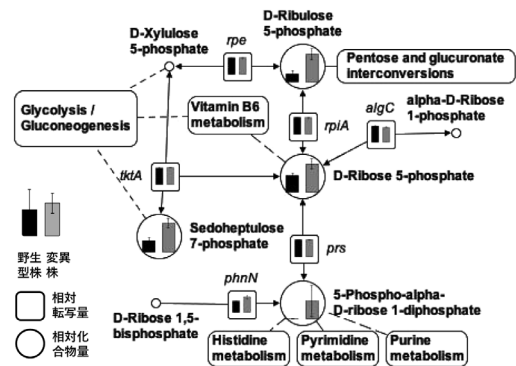 D-Xylulose
5-phosphate
rpe
D-Ribulose
5-phosphate
Pentose and glucuronate
interconversions
Glycolysis /
Gluconeogenesis
Vitamin B6
metabolism
rpiA
algC
alpha-D-Ribose
1-phosphate
tktA
D-Ribose 5-phosphate
Sedoheptulose
7-phosphate
prs
野生
型株
変異
株
相対
転写量
相対化
合物量
phnN
D-Ribose 1,5-
bisphosphate
5-Phospho-alpha-
D-ribose 1-diphosphate
Histidine
metabolism
Pyrimidine
metabolism
Purine
metabolism